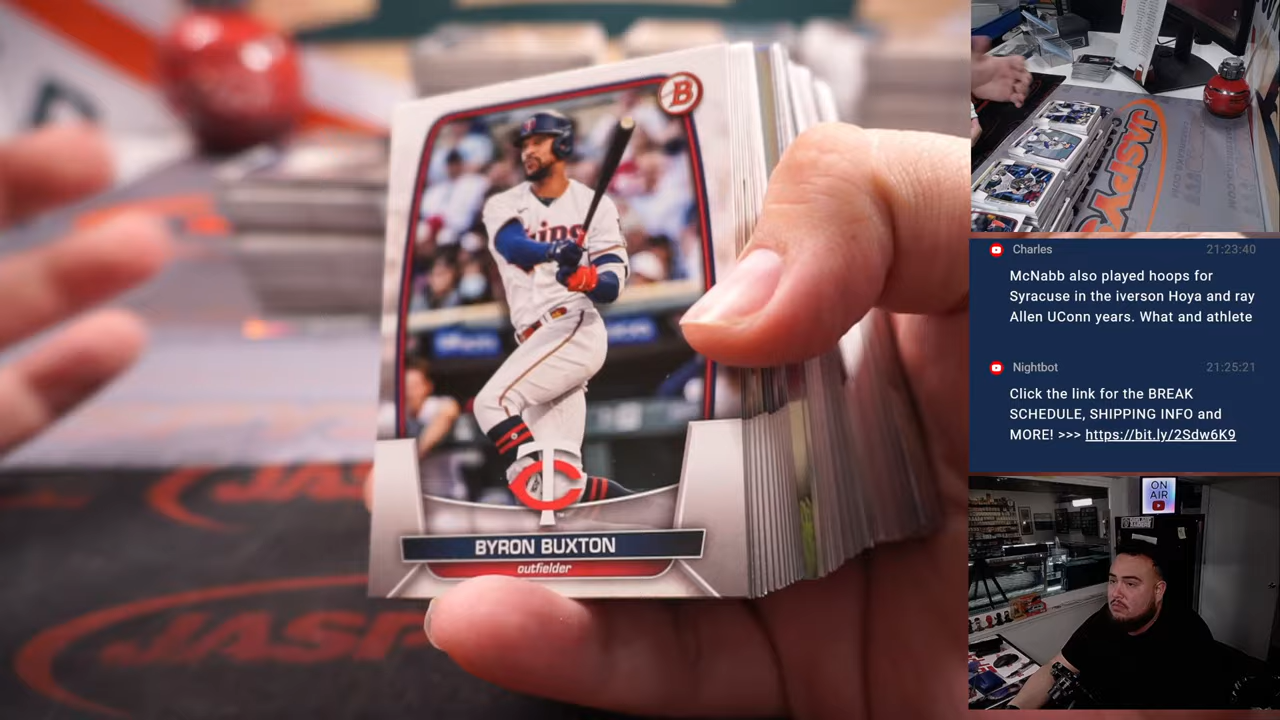 B
Twins
BYRON BUXTON
outfielder
JASP
JASPY
Charles 21:23:40
McNabb also played hoops for
Syracuse in the iverson Hoya and ray
Allen UConn years. What and athlete
Nightbot 21:25:21
Click the link for the BREAK
SCHEDULE, SHIPPING INFO and
MORE! >>> https://bit.ly/2Sdw6K9
ON
AIR